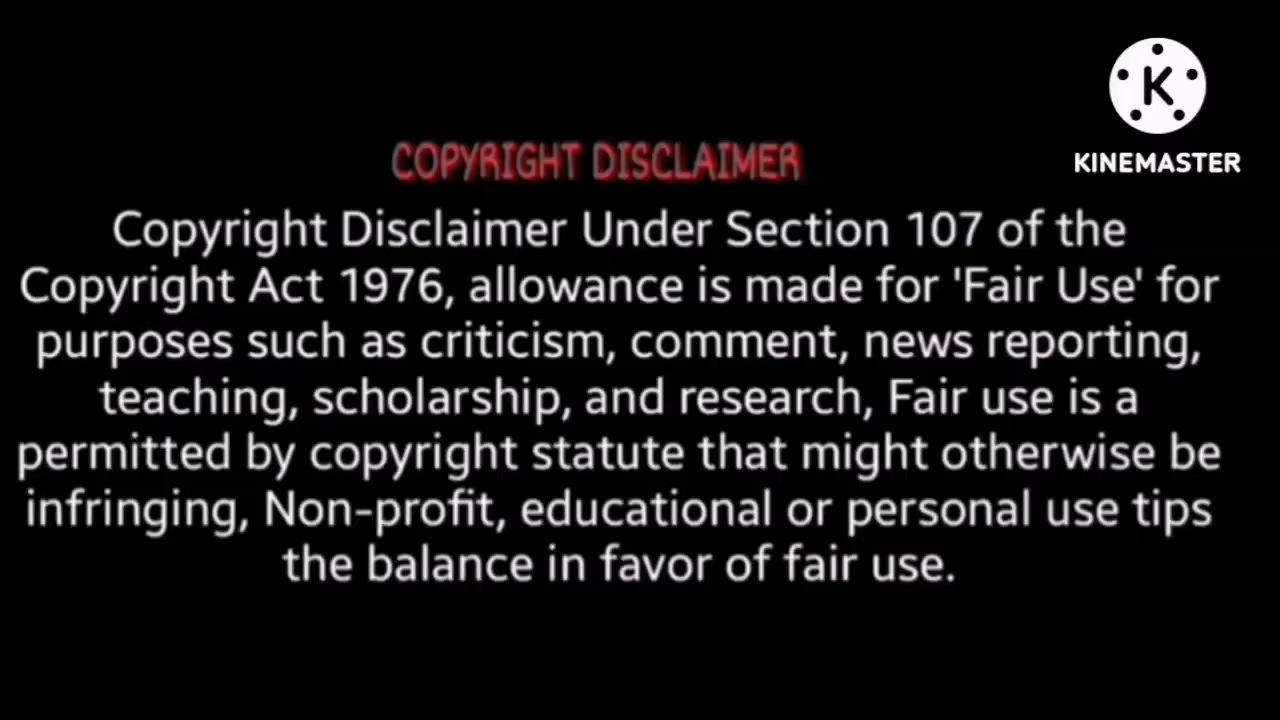 K
KINEMASTER
COPYRIGHT DISCLAIMER
Copyright Disclaimer Under Section 107 of the
Copyright Act 1976, allowance is made for 'Fair Use' for
purposes such as criticism, comment, news reporting,
teaching, scholarship, and research, Fair use is a
permitted by copyright statute that might otherwise be
infringing, Non-profit, educational or personal use tips
the balance in favor of fair use.